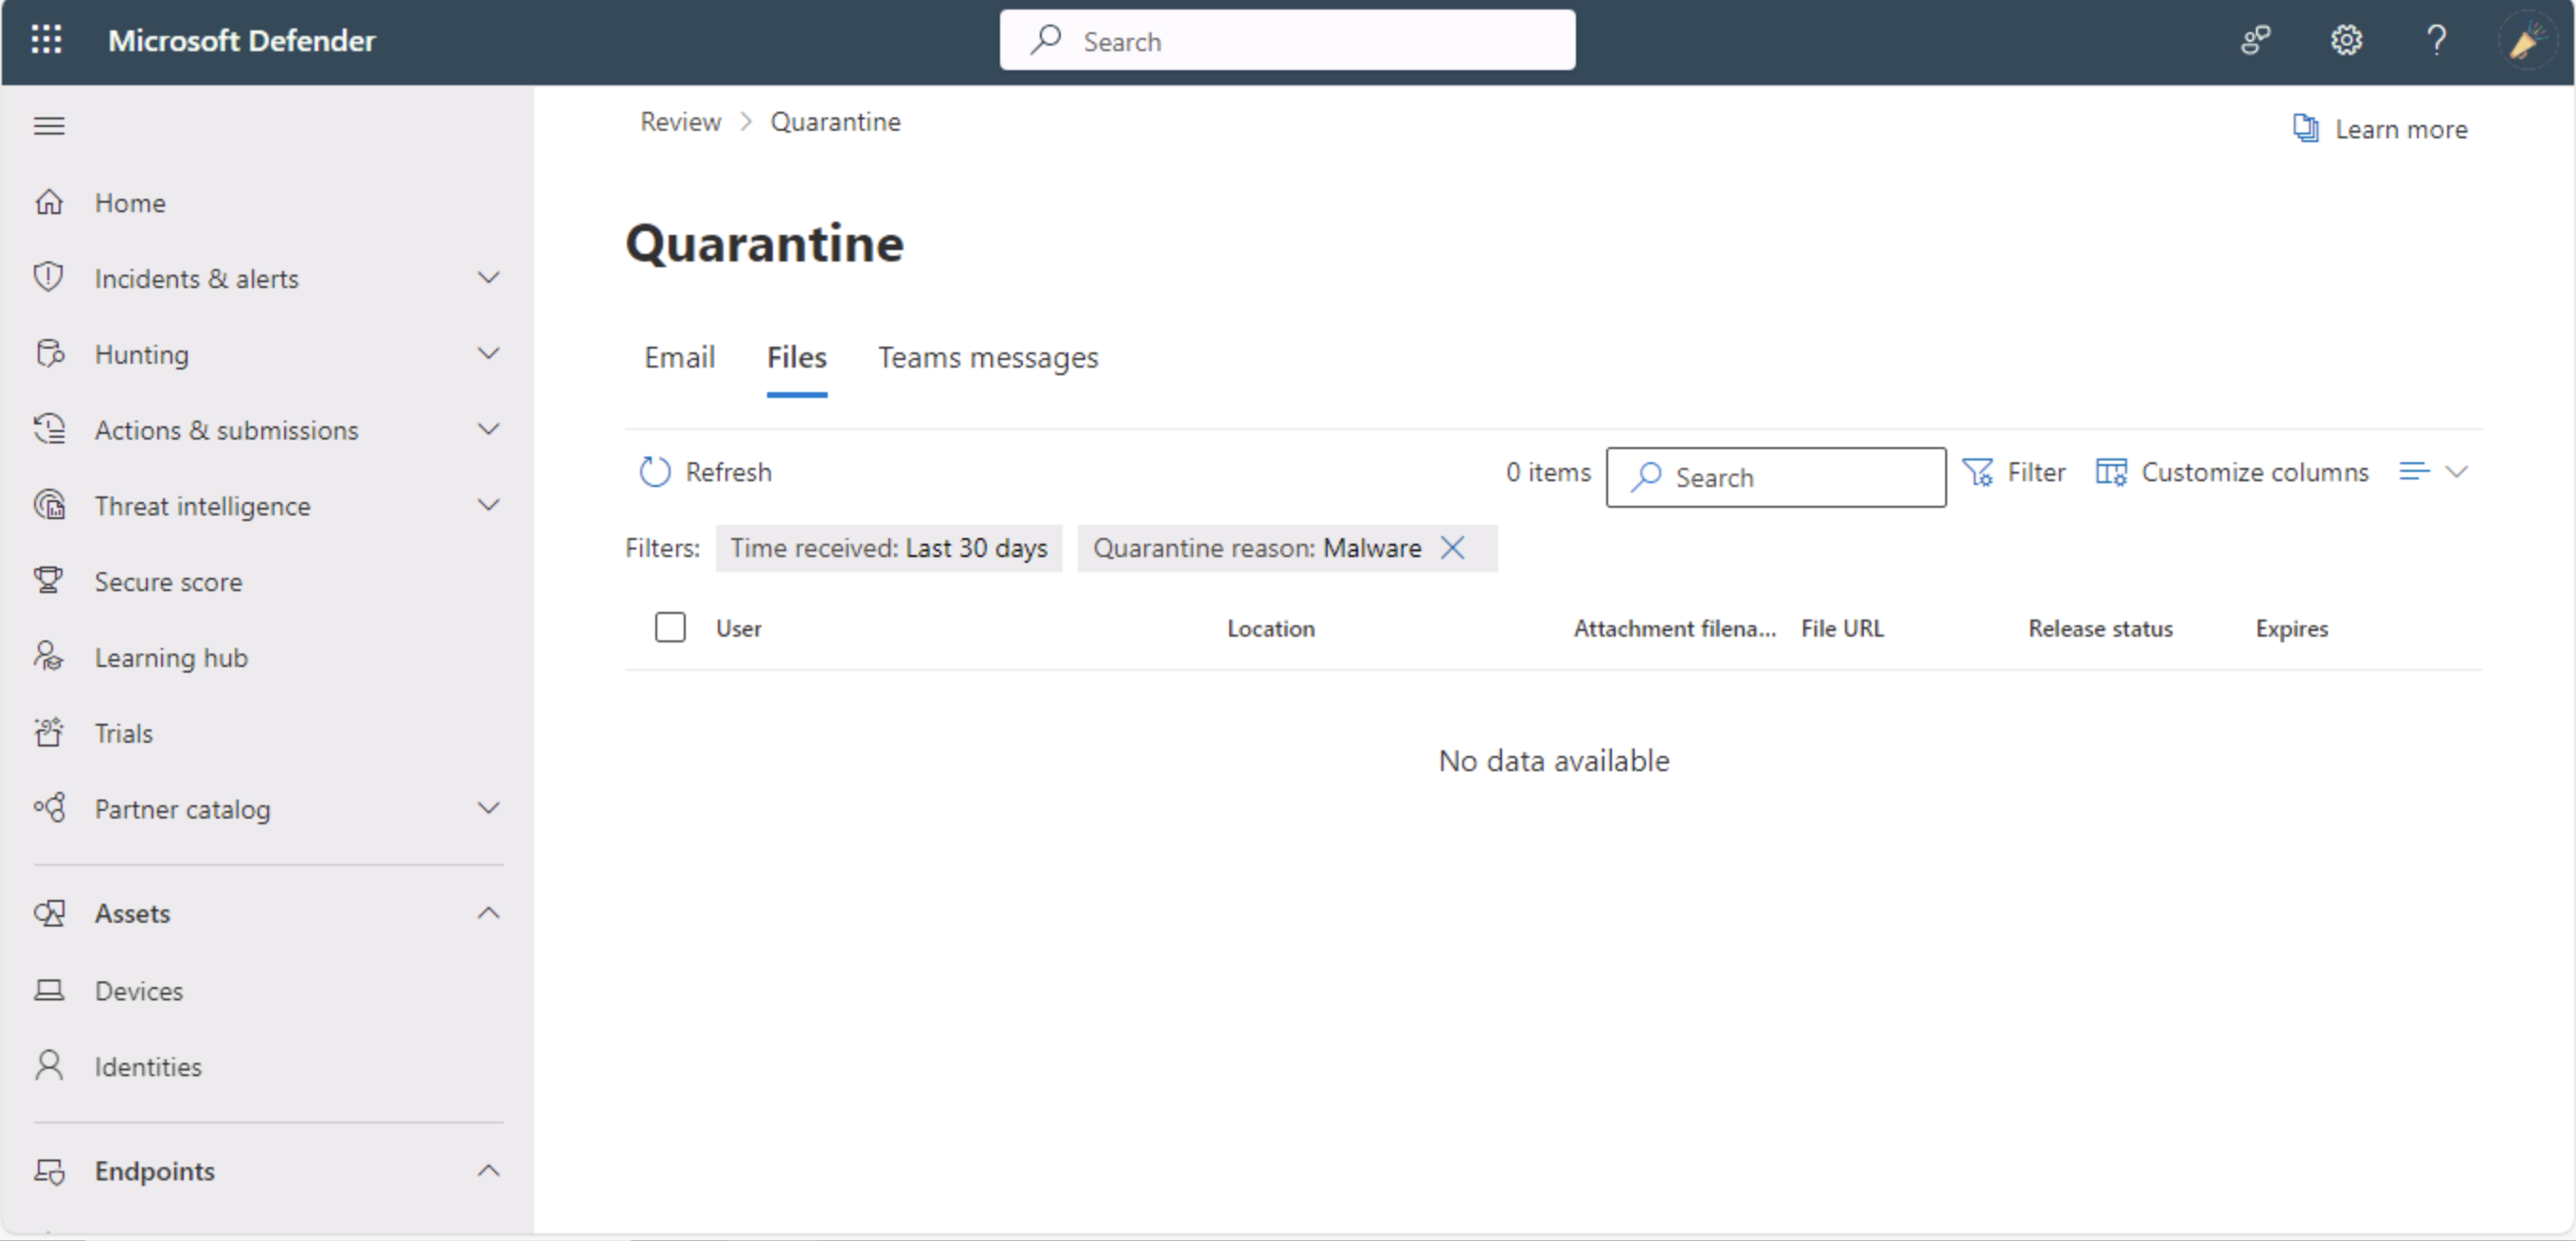 Microsoft Defender
Search
Home
Incidents & alerts
Hunting
Actions & submissions
Threat intelligence
Secure score
Learning hub
Trials
Partner catalog
Assets
Devices
Identities
Endpoints
Review > Quarantine
Learn more
Quarantine
Email Files Teams messages
Refresh 0 items Search Filter Customize columns
Filters: Time received: Last 30 days Quarantine reason: Malware
User Location Attachment filena... File URL Release status Expires
No data available